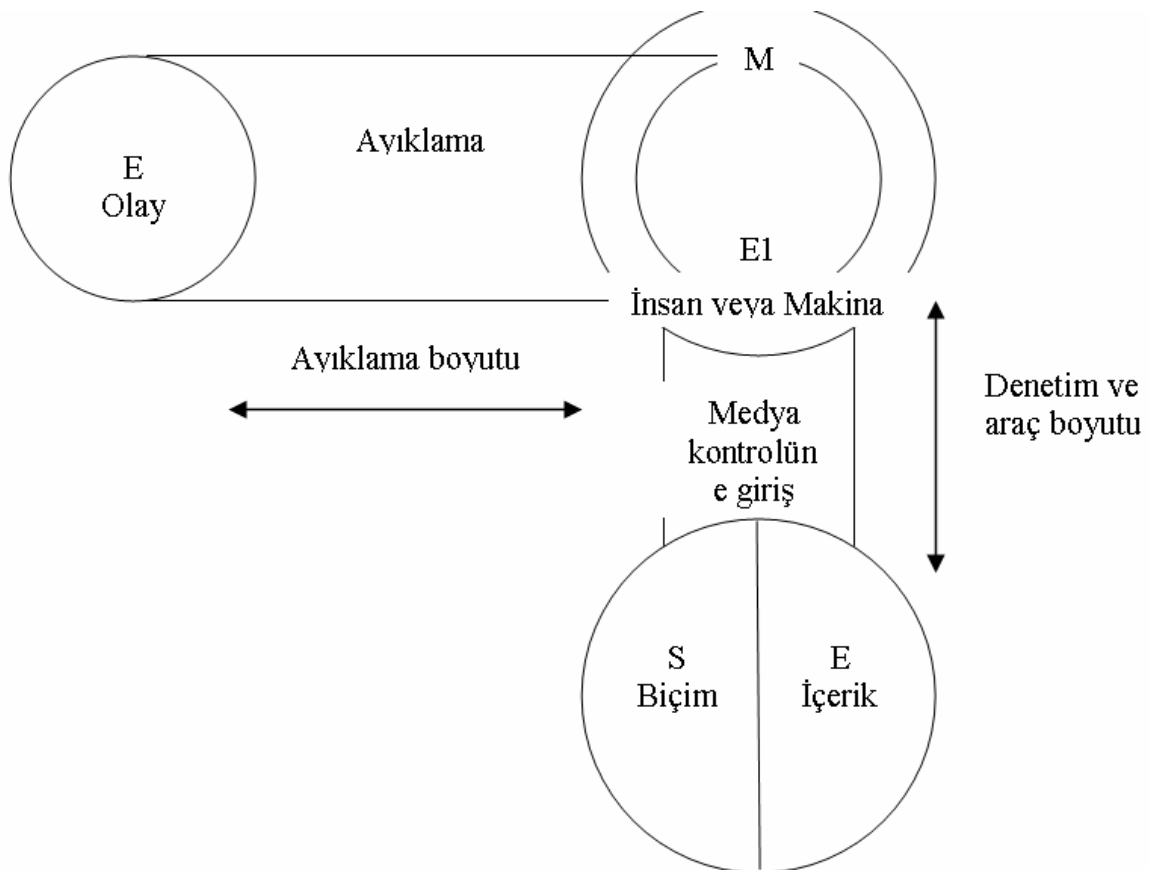 M
Ayıklama
E
Olay
E1
İnsan veya Makina
Ayıklama boyutu
Denetim ve
araç boyutu
Medya
kontrolün
e giriş
S
Biçim
E
İçerik